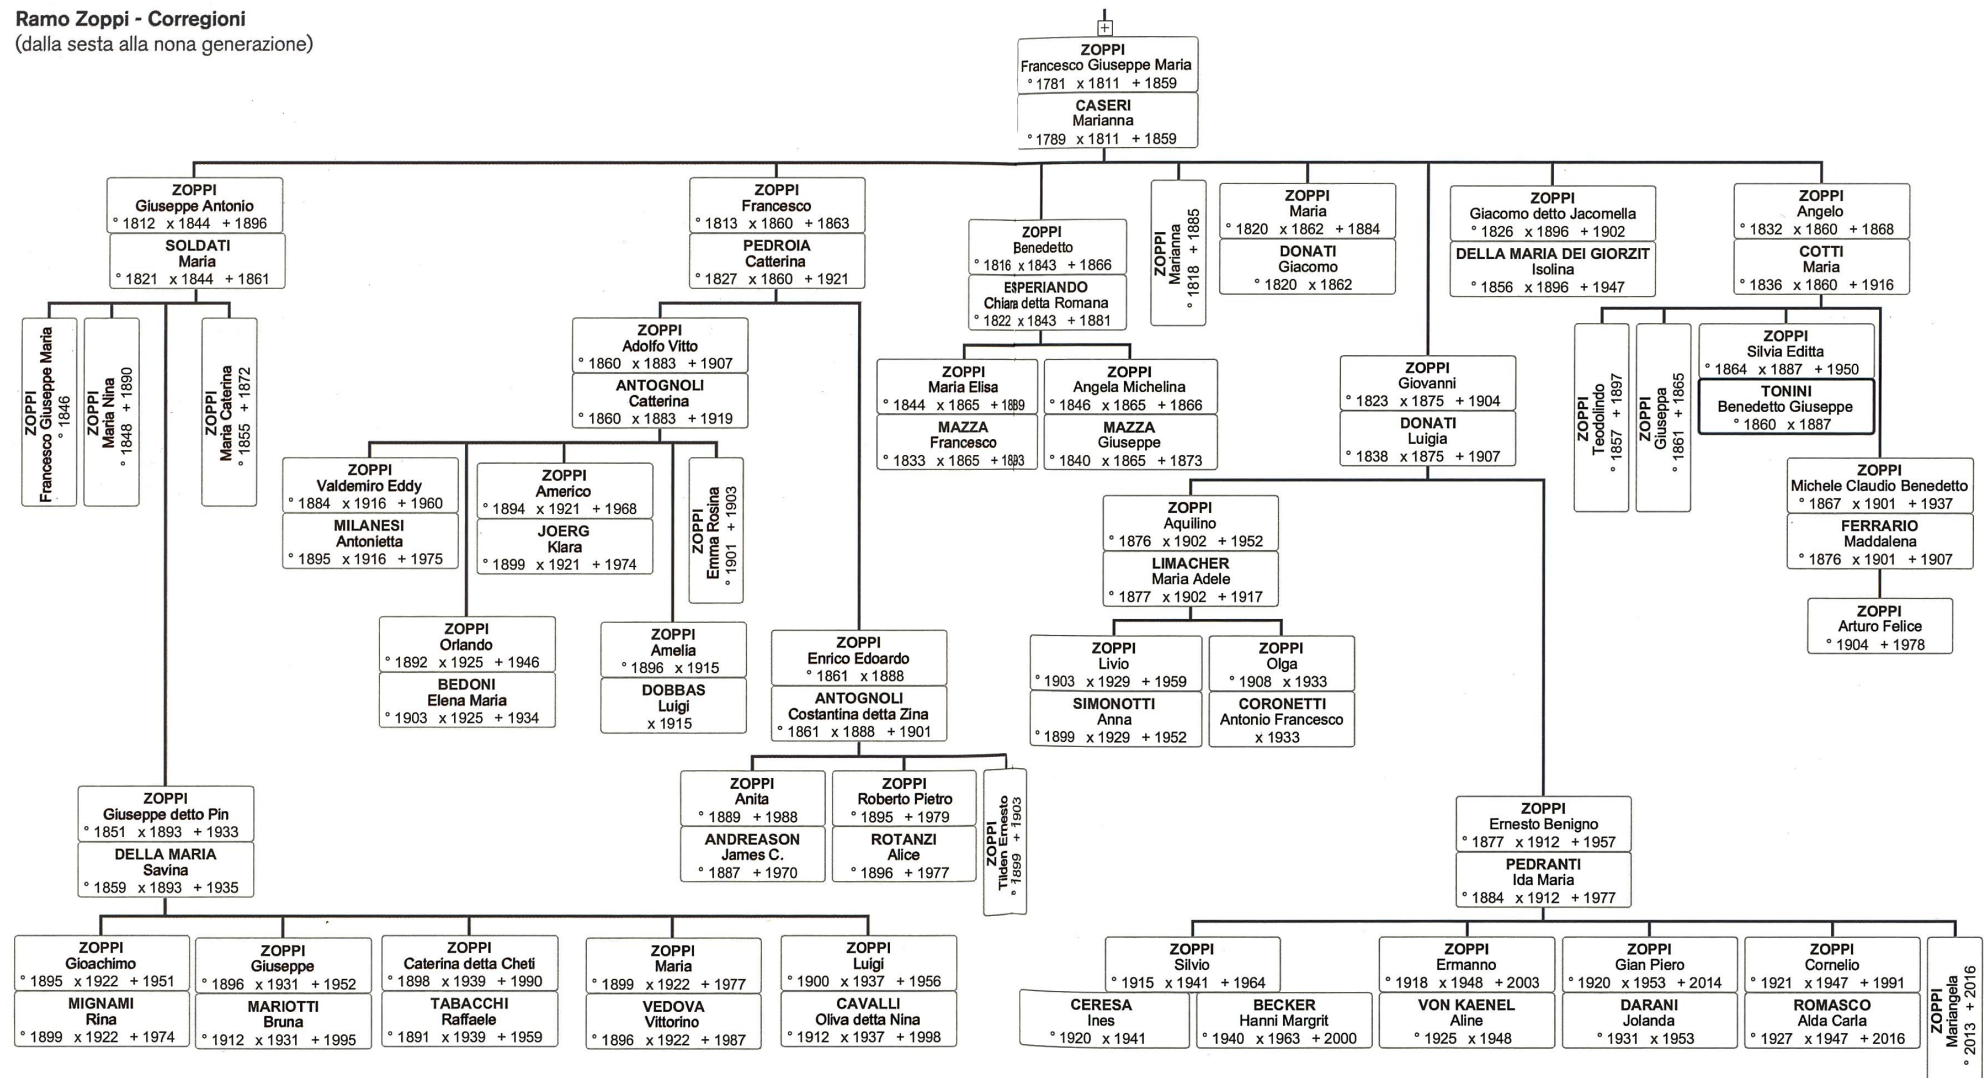 Ramo Zoppi - Corregioni
(dalla sesta alla nona generazione)
+
ZOPPI
Francesco Giuseppe Maria
° 1781 x 1811 + 1859
CASERI
Marianna
° 1789 x 1811 + 1859
ZOPPI
Giuseppe Antonio
° 1812 x 1844 + 1896
SOLDATI
Maria
° 1821 x 1844 + 1861
ZOPPI
Francesco
° 1813 x 1860 + 1863
PEDROIA
Catterina
° 1827 x 1860 + 1921
ZOPPI
Benedetto
° 1816 x 1843 + 1866
ESPERIANDO
Chiara detta Romana
° 1822 x 1843 + 1881
ZOPPI
Marianna
° 1818 + 1885
ZOPPI
Maria
° 1820 x 1862 + 1884
DONATI
Giacomo
° 1820 x 1862
ZOPPI
Giovanni
° 1823 x 1875 + 1904
DONATI
Luigia
° 1838 x 1875 + 1907
ZOPPI
Giacomo detto Jacomella
° 1826 x 1896 + 1902
DELLA MARIA DEI GIORZIT
Isolina
° 1856 x 1896 + 1947
ZOPPI
Angelo
° 1832 x 1860 + 1868
COTTI
Maria
° 1836 x 1860 + 1916
ZOPPI
Francesco Giuseppe Maria
° 1846
ZOPPI
Maria Nina
° 1848 + 1890
ZOPPI
Maria Caterina
° 1855 + 1872
ZOPPI
Adolfo Vitto
° 1860 x 1883 + 1907
ANTOGNOLI
Catterina
° 1860 x 1883 + 1919
ZOPPI
Maria Elisa
° 1844 x 1865 + 1889
MAZZA
Francesco
° 1833 x 1865 + 1893
ZOPPI
Angela Michelina
° 1846 x 1865 + 1866
MAZZA
Giuseppe
° 1840 x 1865 + 1873
ZOPPI
Teodolindo
° 1857 + 1897
ZOPPI
Giuseppa
° 1861 + 1865
ZOPPI
Silvia Editta
° 1864 x 1887 + 1950
TONINI
Benedetto Giuseppe
° 1860 x 1887
ZOPPI
Michele Claudio Benedetto
° 1867 x 1901 + 1937
FERRARIO
Maddalena
° 1876 x 1901 + 1907
ZOPPI
Arturo Felice
° 1904 + 1978
ZOPPI
Valdemiro Eddy
° 1884 x 1916 + 1960
MILANESI
Antonietta
° 1895 x 1916 + 1975
ZOPPI
Americo
° 1894 x 1921 + 1968
JOERG
Klara
° 1899 x 1921 + 1974
ZOPPI
Emma Rosina
° 1901 + 1903
ZOPPI
Orlando
° 1892 x 1925 + 1946
BEDONI
Elena Maria
° 1903 x 1925 + 1934
ZOPPI
Amelia
° 1896 x 1915
DOBBAS
Luigi
x 1915
ZOPPI
Enrico Edoardo
° 1861 x 1888
ANTOGNOLI
Costantina detta Zina
° 1861 x 1888 + 1901
ZOPPI
Aquilino
° 1876 x 1902 + 1952
LIMACHER
Maria Adele
° 1877 x 1902 + 1917
ZOPPI
Livio
° 1903 x 1929 + 1959
SIMONOTTI
Anna
° 1899 x 1929 + 1952
ZOPPI
Olga
° 1908 x 1933
CORONETTI
Antonio Francesco
x 1933
ZOPPI
Anita
° 1889 + 1988
ANDREASON
James C.
° 1887 + 1970
ZOPPI
Roberto Pietro
° 1895 + 1979
ROTANZI
Alice
° 1896 + 1977
ZOPPI
Tilden Ernesto
° 1899 + 1903
ZOPPI
Giuseppe detto Pin
° 1851 x 1893 + 1933
DELLA MARIA
Savina
° 1859 x 1893 + 1935
ZOPPI
Ernesto Benigno
° 1877 x 1912 + 1957
PEDRANTI
Ida Maria
° 1884 x 1912 + 1977
ZOPPI
Gioachimo
° 1895 x 1922 + 1951
MIGNAMI
Rina
° 1899 x 1922 + 1974
ZOPPI
Giuseppe
° 1896 x 1931 + 1952
MARIOTTI
Bruna
° 1912 x 1931 + 1995
ZOPPI
Caterina detta Cheti
° 1898 x 1939 + 1990
TABACCHI
Raffaele
° 1891 x 1939 + 1959
ZOPPI
Maria
° 1899 x 1922 + 1977
VEDOVA
Vittorino
° 1896 x 1922 + 1987
ZOPPI
Luigi
° 1900 x 1937 + 1956
CAVALLI
Oliva detta Nina
° 1912 x 1937 + 1998
ZOPPI
Silvio
° 1915 x 1941 + 1964
CERESA
Ines
° 1920 x 1941
BECKER
Hanni Margrit
° 1940 x 1963 + 2000
ZOPPI
Ermanno
° 1918 x 1948 + 2003
VON KAENEL
Aline
° 1925 x 1948
ZOPPI
Gian Piero
° 1920 x 1953 + 2014
DARANI
Jolanda
° 1931 x 1953
ZOPPI
Cornelio
° 1921 x 1947 + 1991
ROMASCO
Alda Carla
° 1927 x 1947 + 2016
ZOPPI
Mariangela
° 2013 + 2016